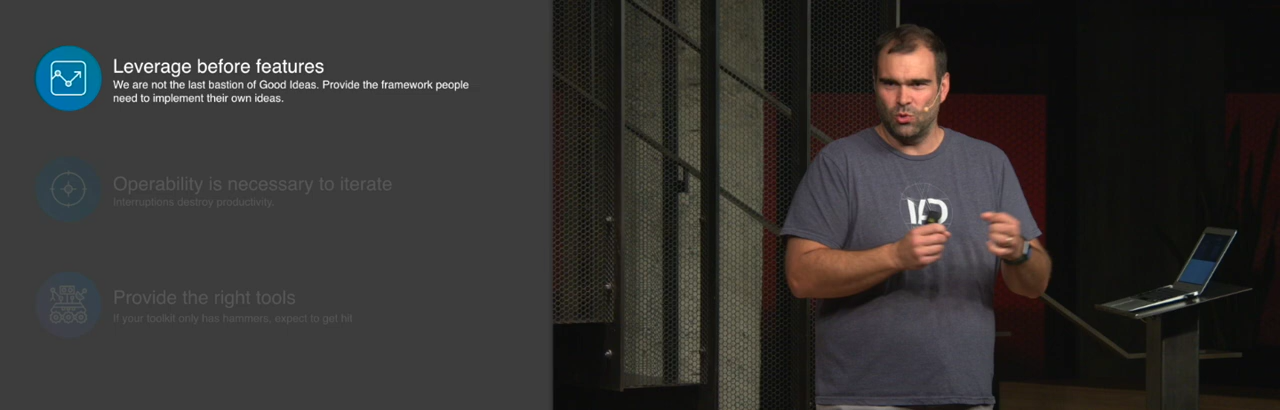 Leverage before features
We are not the last bastion of Good Ideas. Provide the framework people
need to implement their own ideas.
Operability is necessary to iterate
Interruptions destroy productivity.
Provide the right tools
If your toolkit only has hammers, expect to get hit